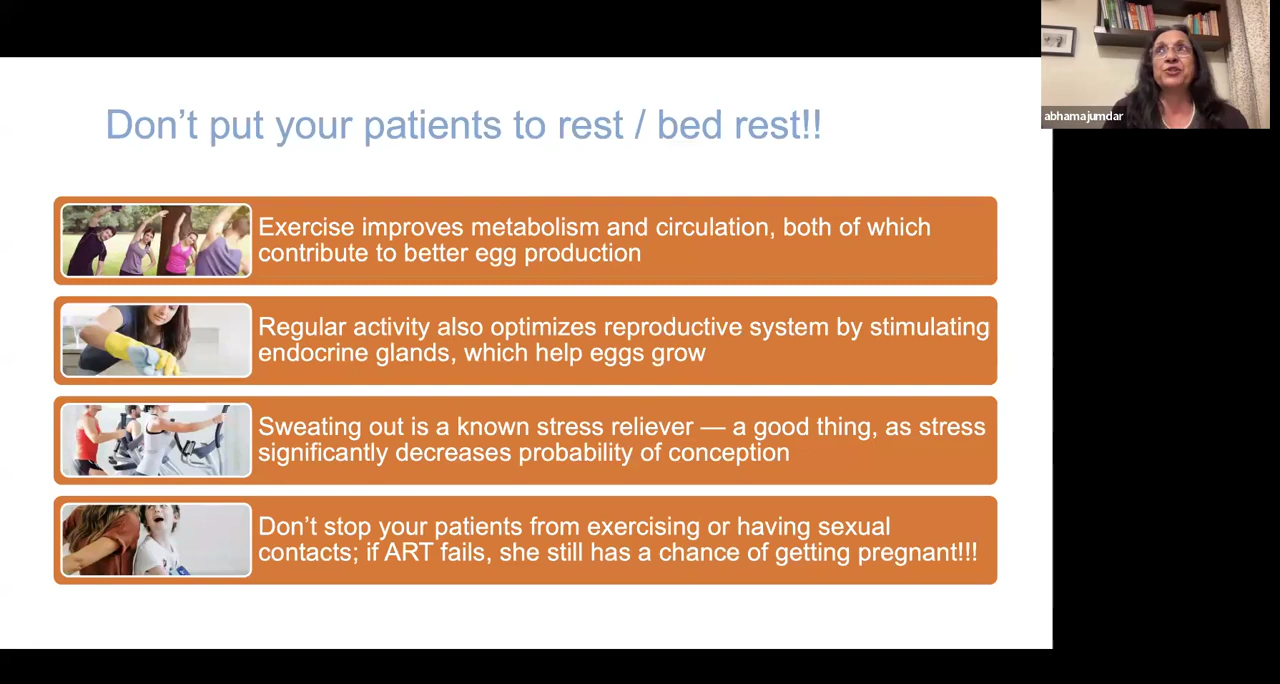 abhamajumdar
Don't put your patients to rest / bed rest!!
Exercise improves metabolism and circulation, both of which
contribute to better egg production
Regular activity also optimizes reproductive system by stimulating
endocrine glands, which help eggs grow
Sweating out is a known stress reliever — a good thing, as stress
significantly decreases probability of conception
Don't stop your patients from exercising or having sexual
contacts; if ART fails, she still has a chance of getting pregnant!!!